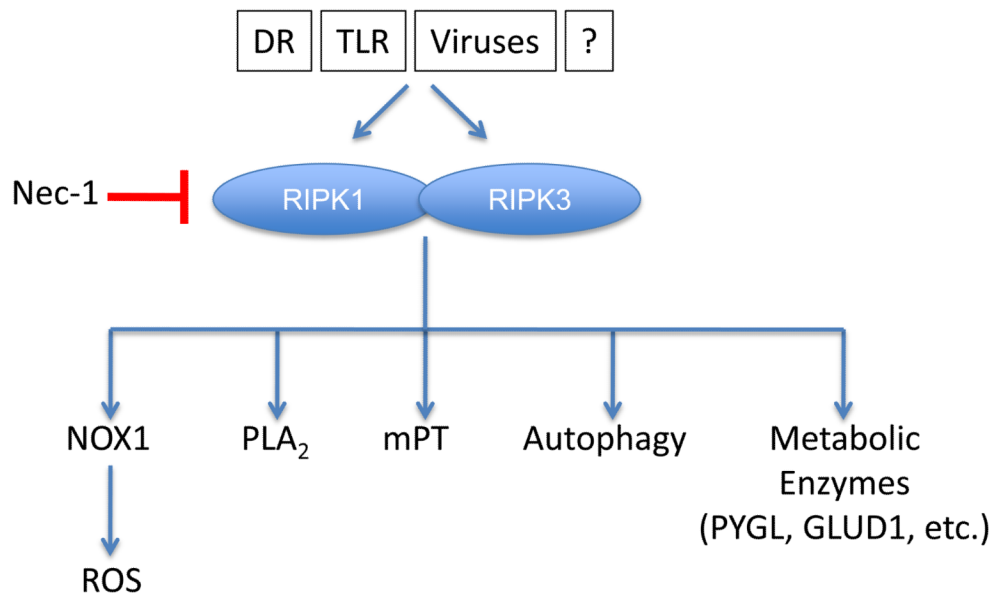 DR TLR Viruses ?
Nec-1 RIPK1 RIPK3
NOX1 PLA₂ mPT Autophagy Metabolic
Enzymes
(PYGL, GLUD1, etc.)
ROS